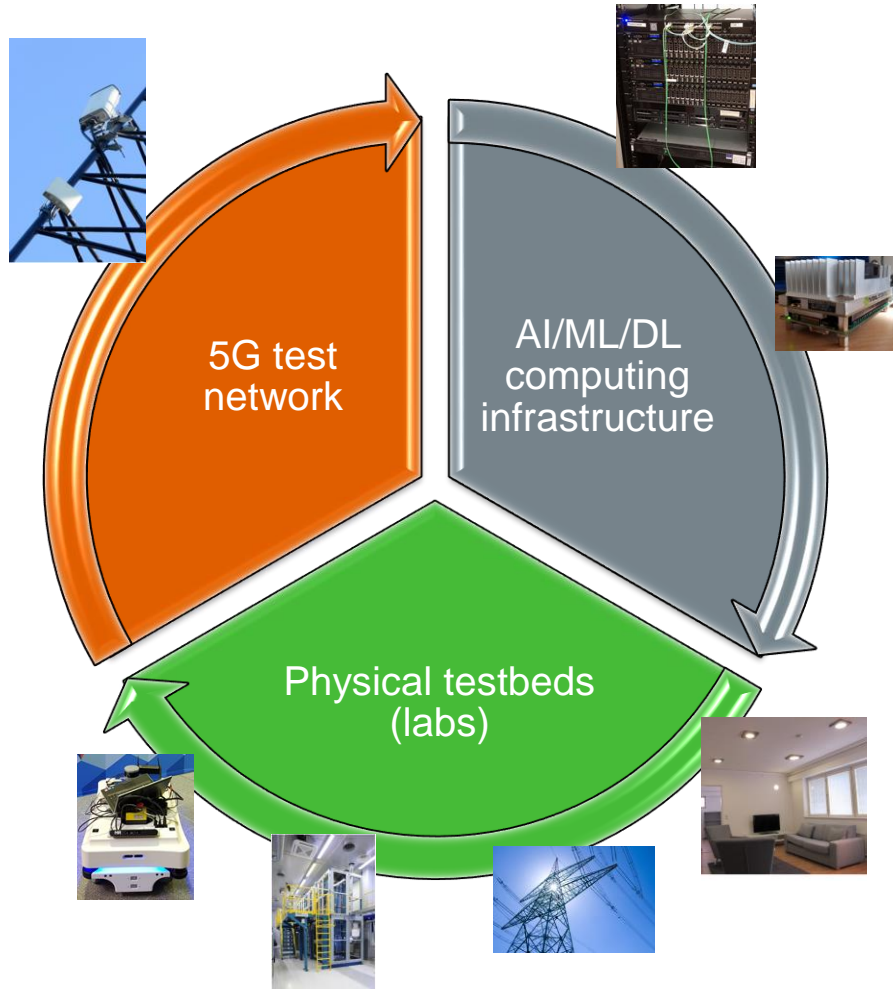 5G test
network
AI/ML/DL
computing
infrastructure
Physical testbeds
(labs)